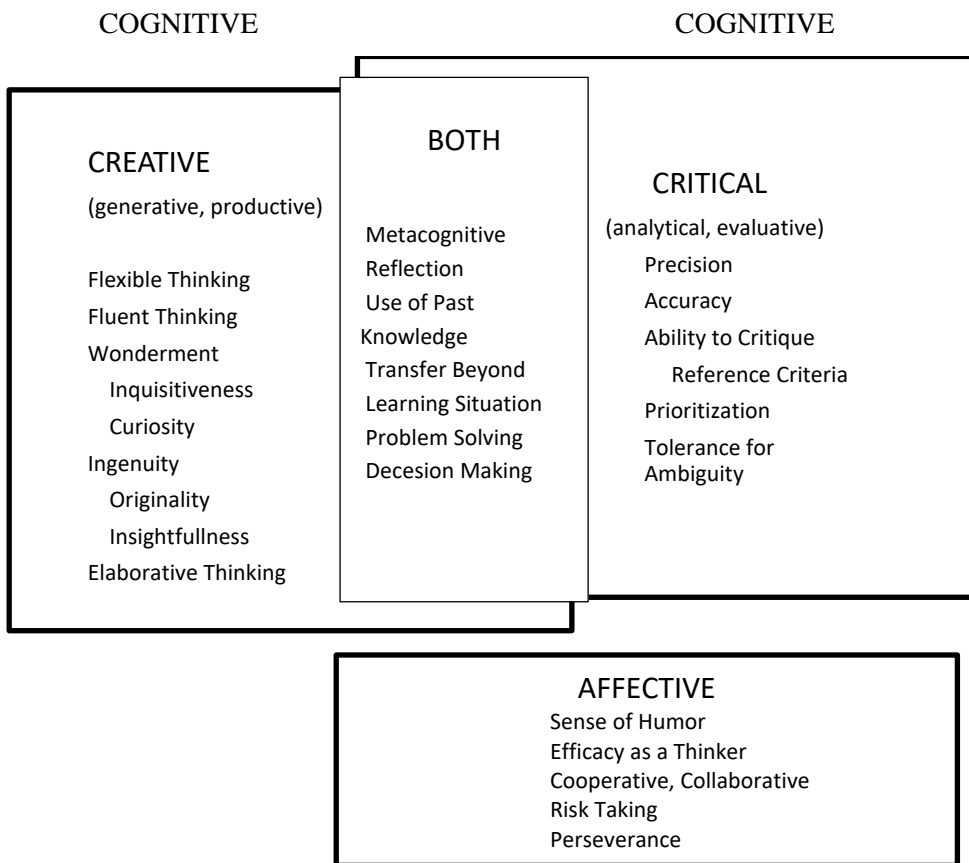 COGNITIVE
COGNITIVE
CREATIVE
(generative, productive)
Flexible Thinking
Fluent Thinking
Wonderment
Inquisitiveness
Curiosity
Ingenuity
Originality
Insightfullness
Elaborative Thinking
BOTH
Metacognitive
Reflection
Use of Past
Knowledge
Transfer Beyond
Learning Situation
Problem Solving
Decesion Making
CRITICAL
(analytical, evaluative)
Precision
Accuracy
Ability to Critique
Reference Criteria
Prioritization
Tolerance for
Ambiguity
AFFECTIVE
Sense of Humor
Efficacy as a Thinker
Cooperative, Collaborative
Risk Taking
Perseverance